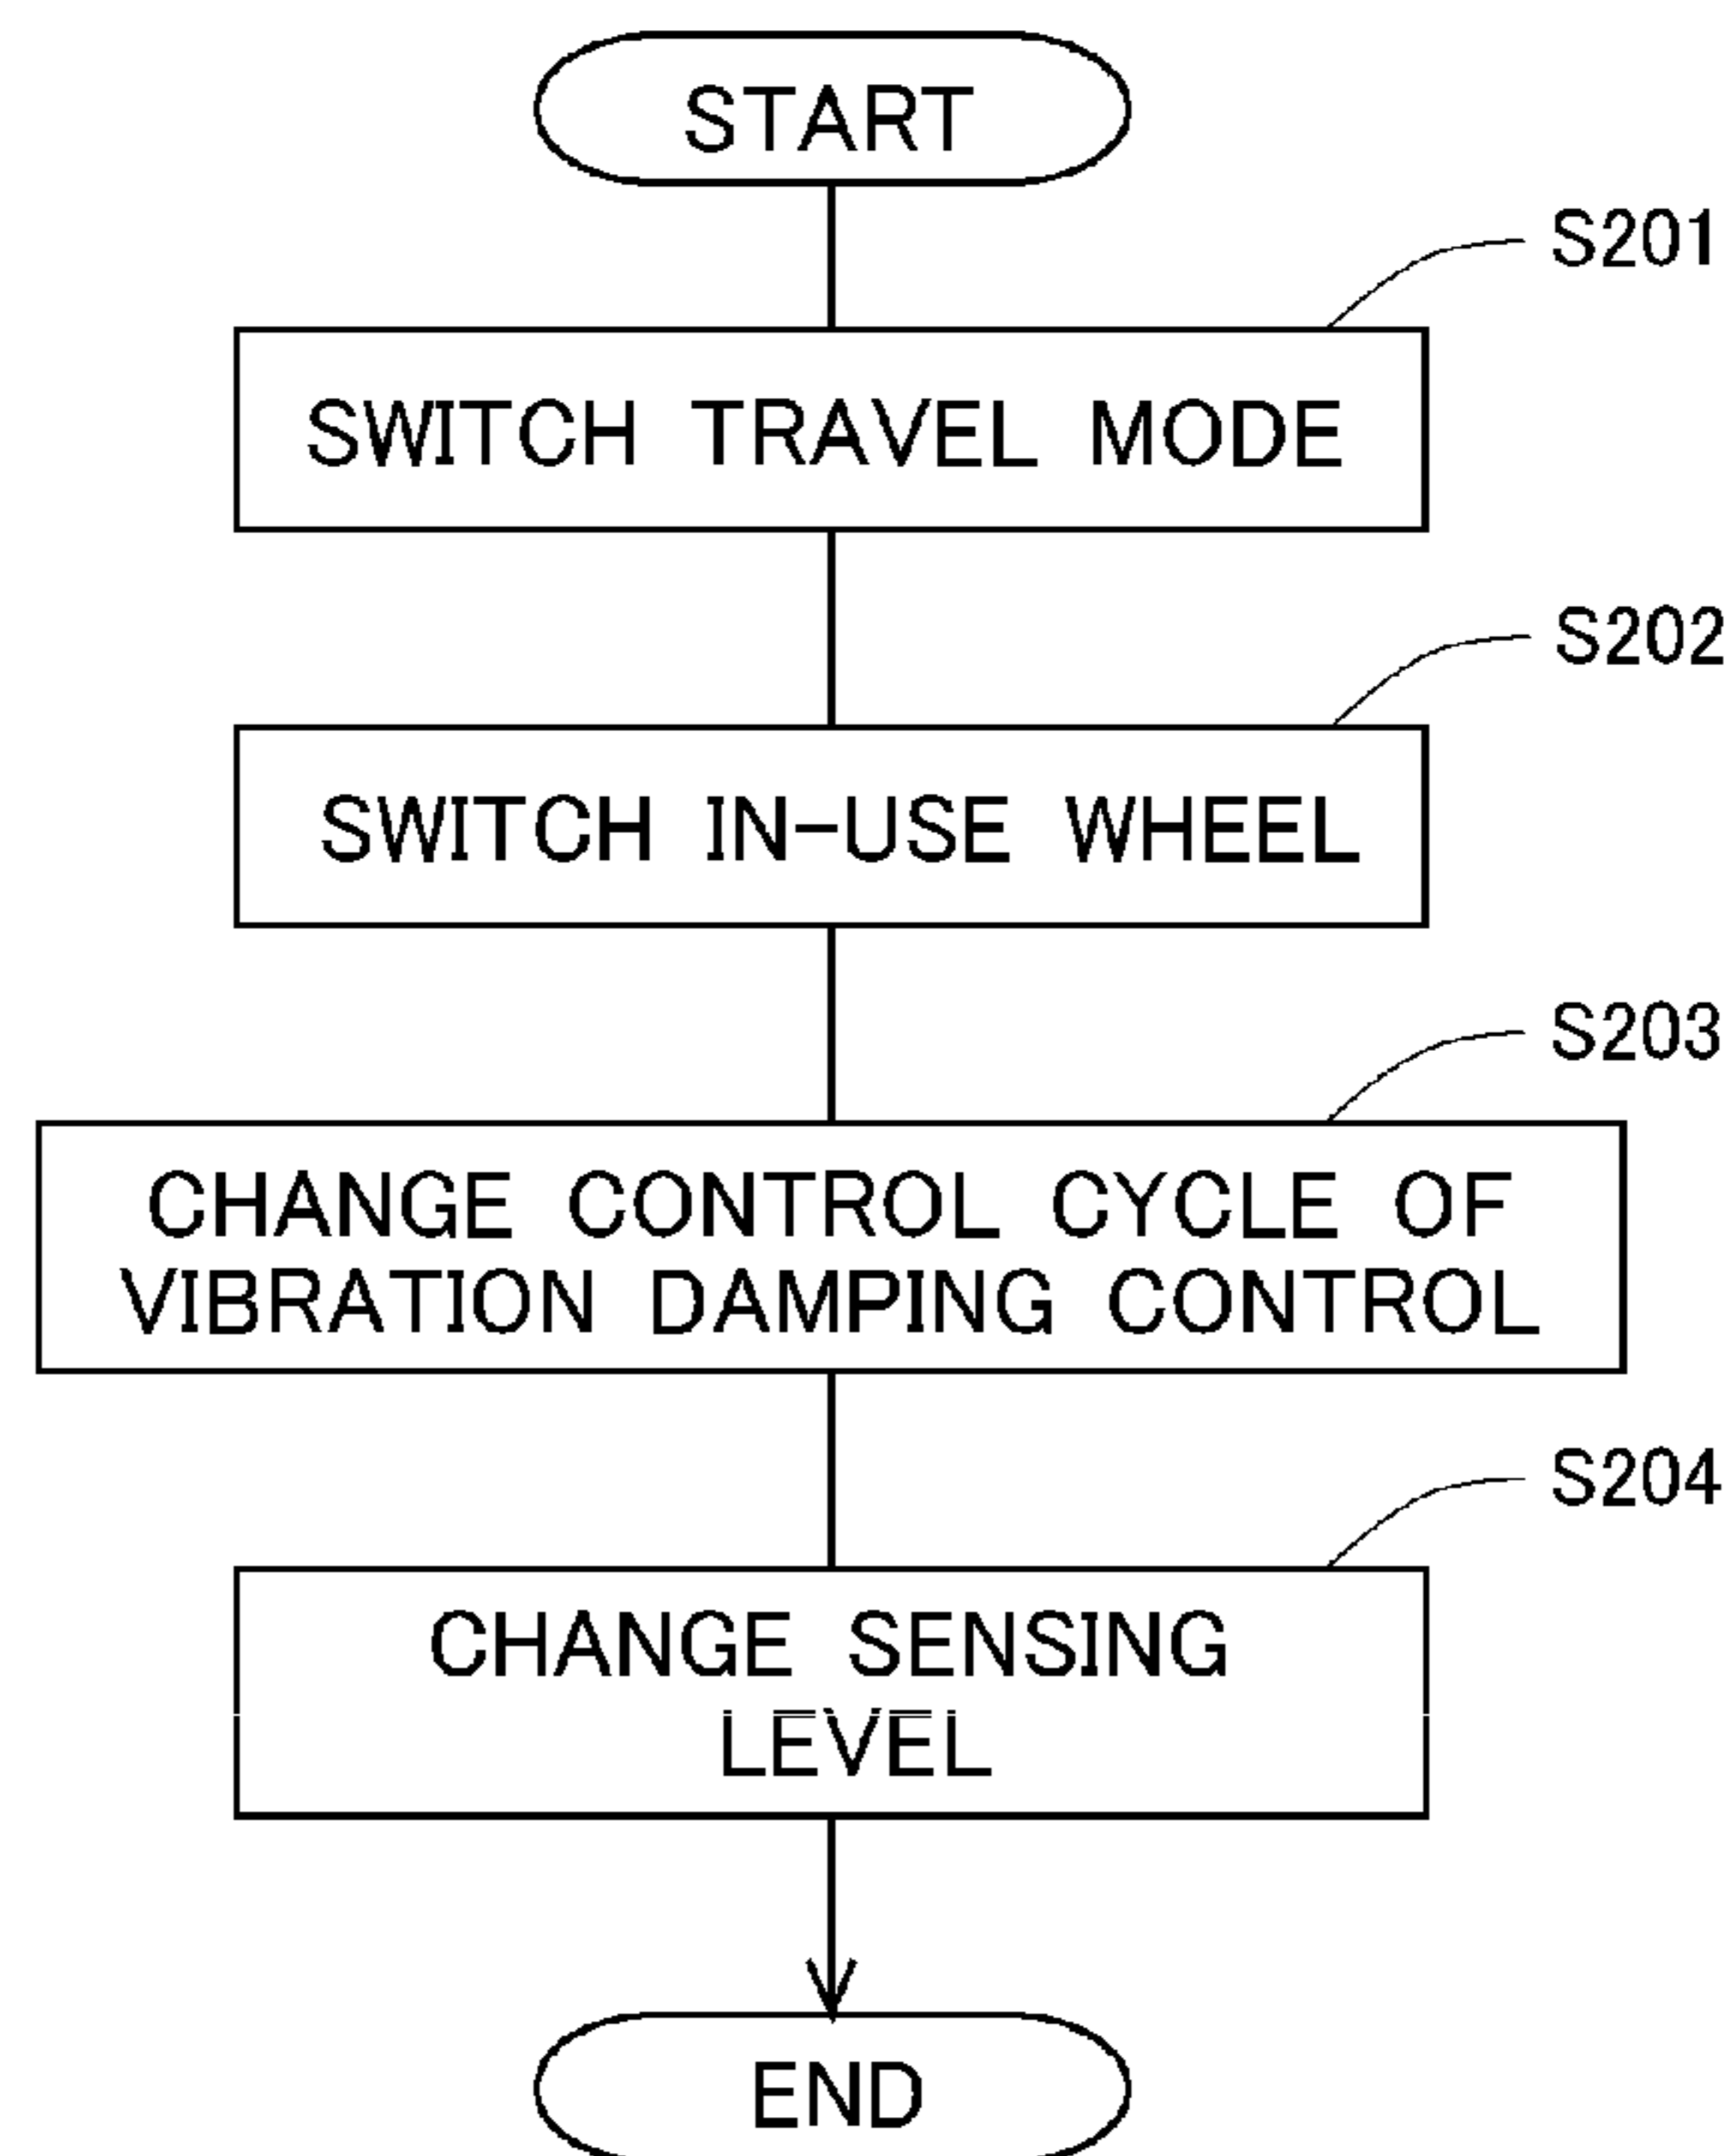 START
S201
SWITCH TRAVEL MODE
S202
SWITCH IN-USE WHEEL
S203
CHANGE CONTROL CYCLE OF
VIBRATION DAMPING CONTROL
S204
CHANGE SENSING
LEVEL
END